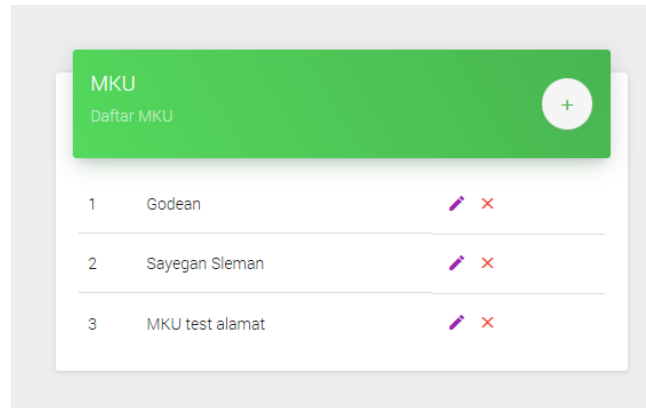 MKU
Daftar MKU
+
1 Godean
2 Sayegan Sleman
3 MKU test alamat